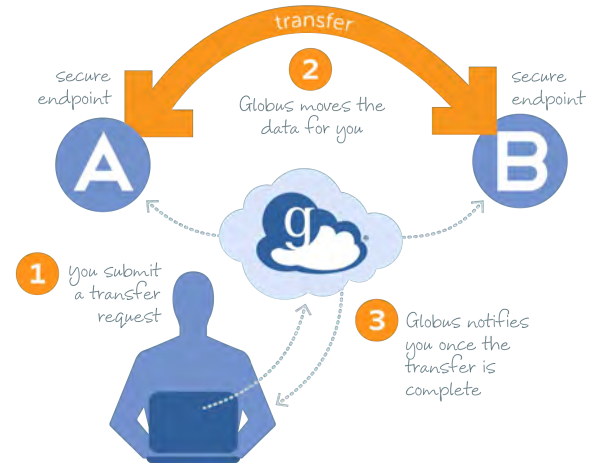 transfer
2
secure
endpoint
secure
endpoint
Globus moves the
data for you
A
B
g
1
you submit
a transfer
request
3
Globus notifies
you once the
transfer is
complete